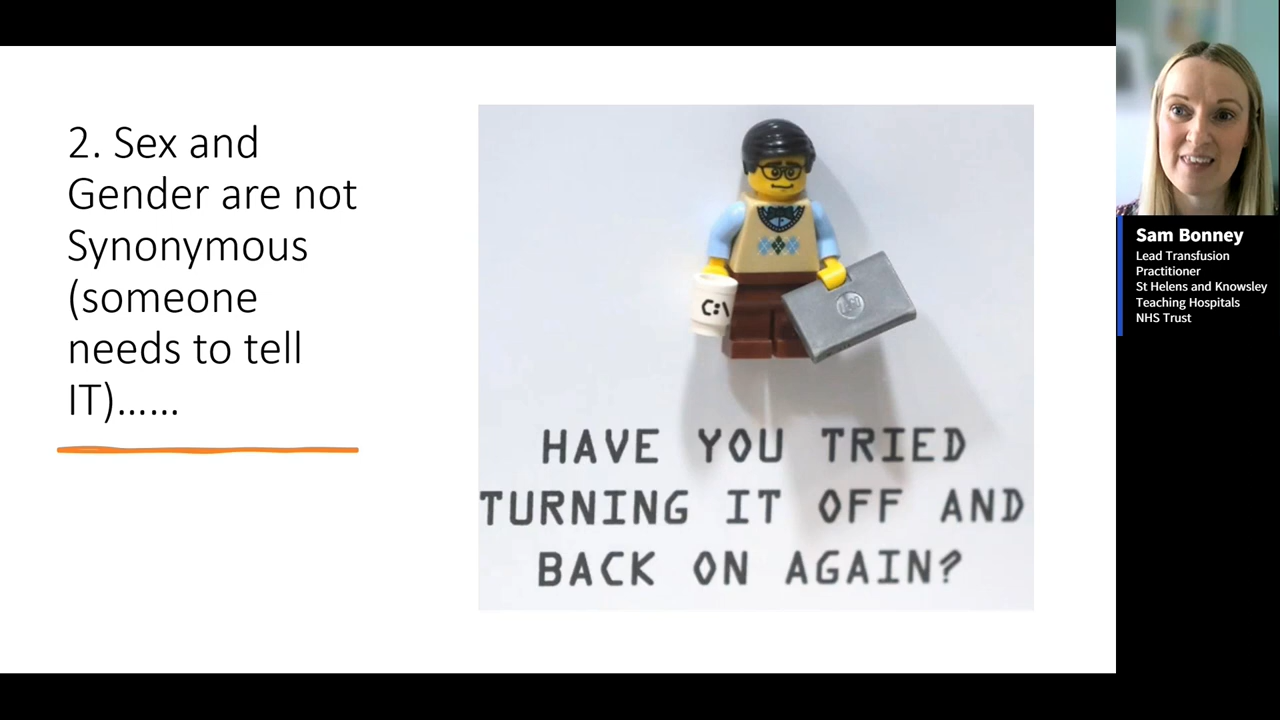 2. Sex and
Gender are not
Synonymous
(someone
needs to tell
IT)......
C:\
HAVE YOU TRIED
TURNING IT OFF AND
BACK ON AGAIN?
Sam Bonney
Lead Transfusion
Practitioner
St Helens and Knowsley
Teaching Hospitals
NHS Trust